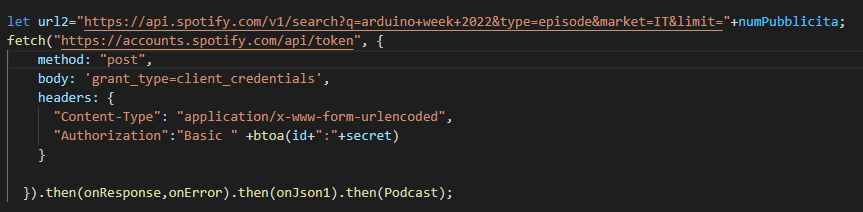 let url2="https://api.spotify.com/v1/search?q=arduino+week+2022&type=episode&market=IT&limit="+numPubblicita;
fetch("https://accounts.spotify.com/api/token", {
    method: "post",
    body: 'grant_type=client_credentials',
    headers: {
      "Content-Type": "application/x-www-form-urlencoded",
      "Authorization":"Basic " +btoa(id+":"+secret)
    }
  }).then(onResponse,onError).then(onJson1).then(Podcast);